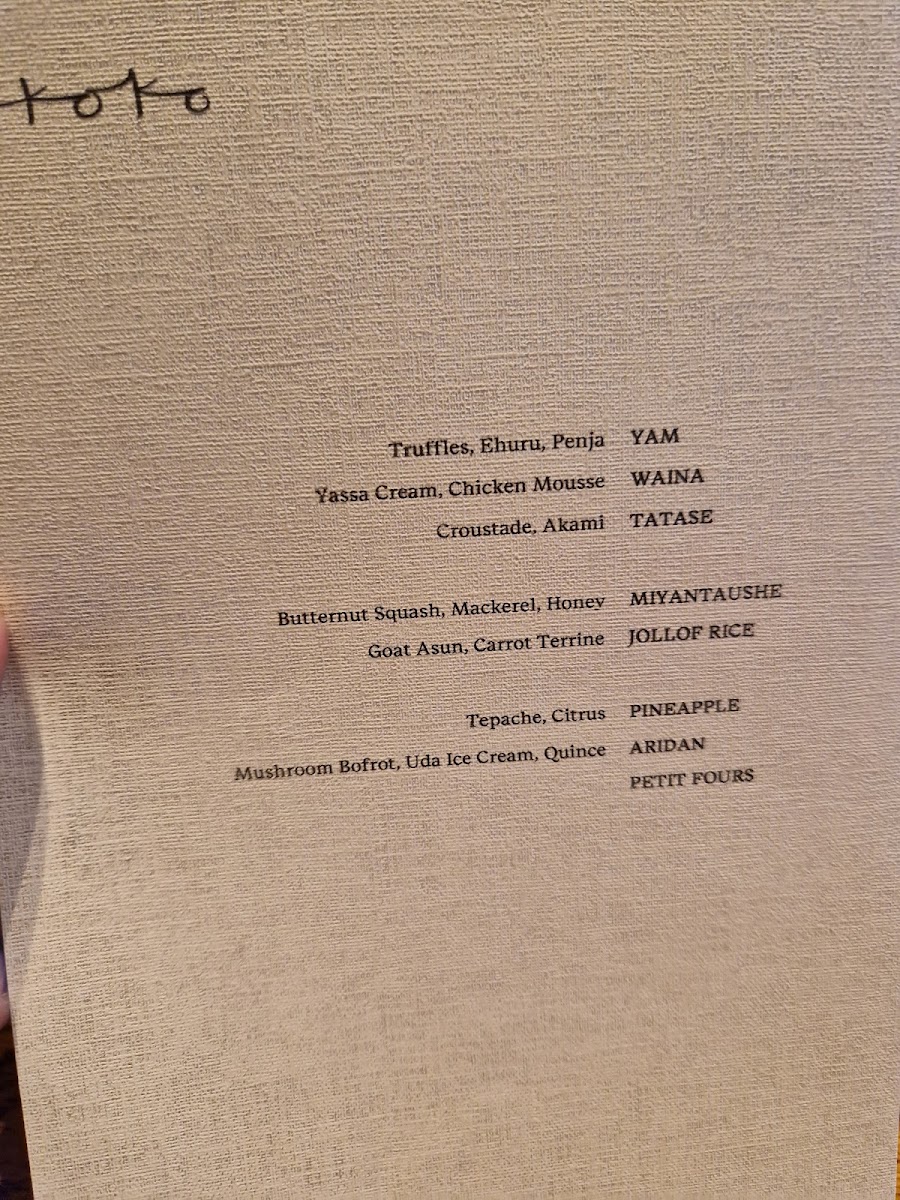 koko
Truffles, Ehuru, Penja YAM
Yassa Cream, Chicken Mousse WAINA
Croustade, Akami TATASE
Butternut Squash, Mackerel, Honey MIYANTAUSHE
Goat Asun, Carrot Terrine JOLLOF RICE
Tepache, Citrus PINEAPPLE
Mushroom Bofrot, Uda Ice Cream, Quince ARIDAN
PETIT FOURS